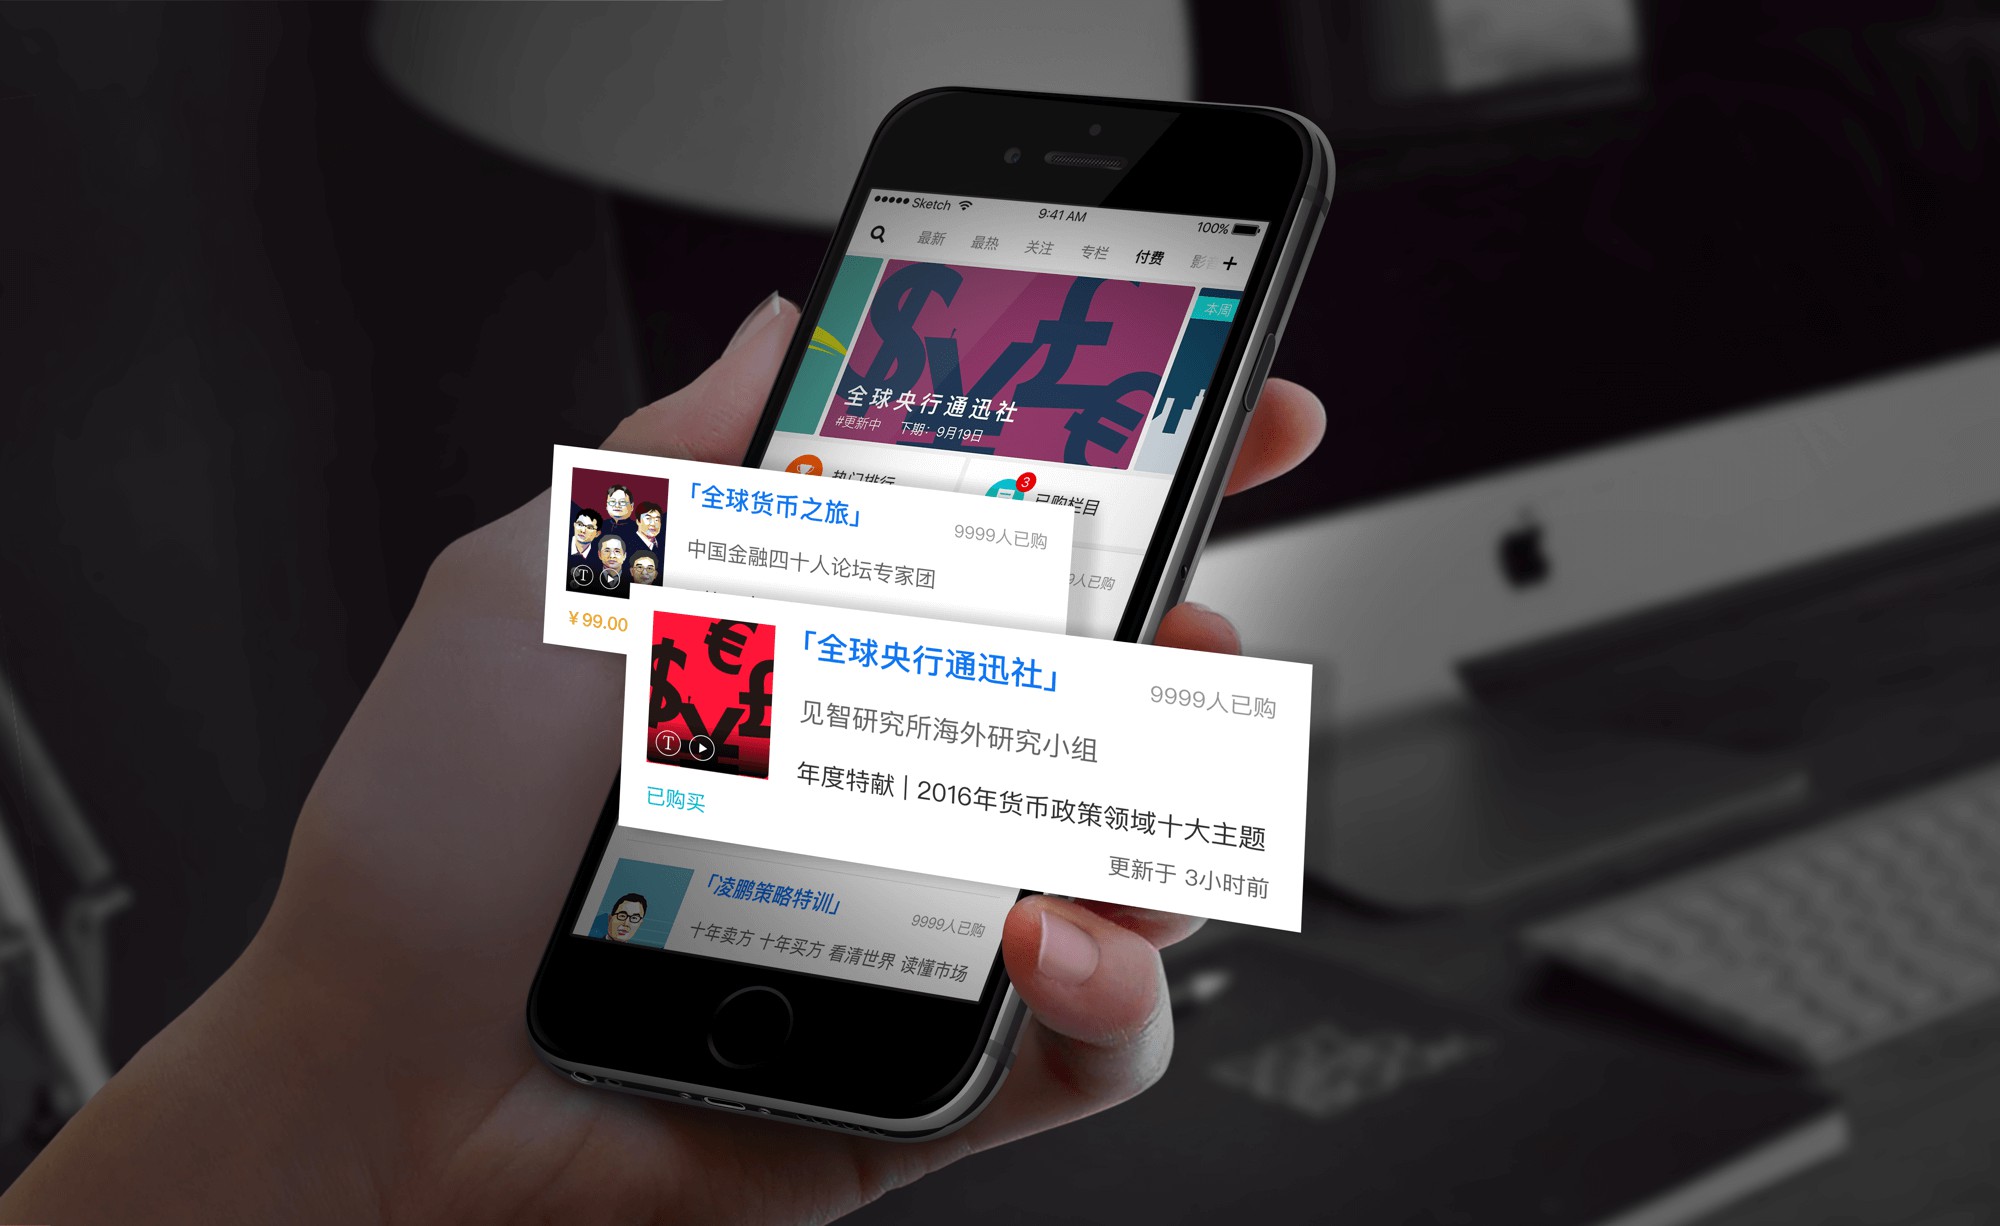 Sketch 9:41 AM 100%
最新 最热 关注 专栏 付费 影
本周
全球央行通迅社
#更新中 下期：9月19日
热门排行 3 已购栏目
「全球货币之旅」
9999人已购
中国金融四十人论坛专家团
T
¥99.00
9人已购
「全球央行通迅社」
9999人已购
见智研究所海外研究小组
T
年度特献 | 2016年货币政策领域十大主题
已购买
更新于 3小时前
「凌鹏策略特训」
9999人已购
十年卖方 十年买方 看清世界 读懂市场